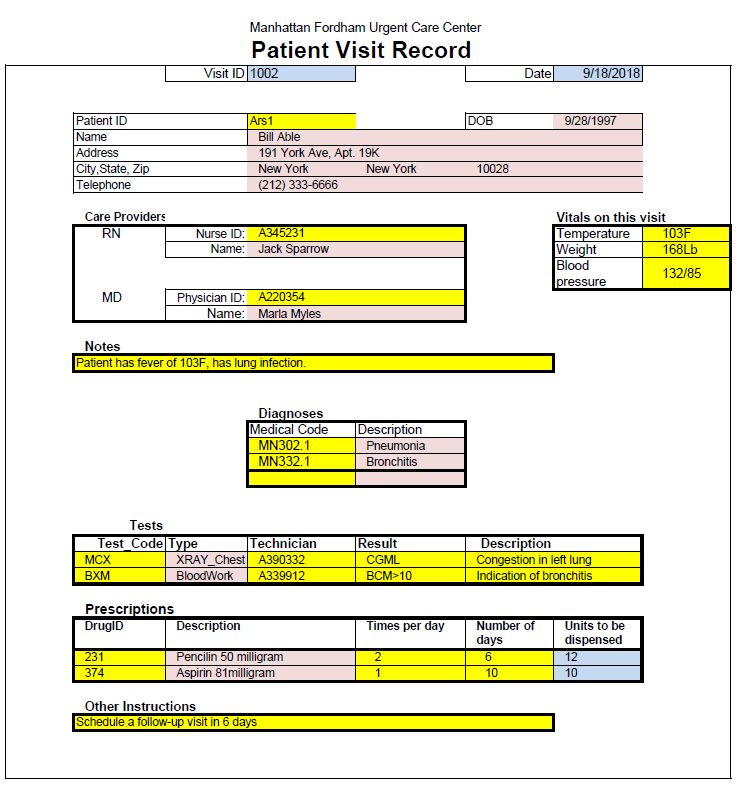 Manhattan Fordham Urgent Care Center
Patient Visit Record
Visit ID 1002 Date 9/18/2018
Patient ID Ars1 DOB 9/28/1997
Name Bill Able
Address 191 York Ave, Apt. 19K
City,State, Zip New York New York 10028
Telephone (212) 333-6666
Care Providers Vitals on this visit
RN Nurse ID: A345231 Temperature 103F
Name: Jack Sparrow Weight 168Lb
Blood
pressure 132/85
MD Physician ID: A220354
Name: Marla Myles
Notes
Patient has fever of 103F, has lung infection.
Diagnoses
Medical Code Description
MN302.1 Pneumonia
MN332.1 Bronchitis
Tests
Test_Code Type Technician Result Description
MCX XRAY_Chest A390332 CGML Congestion in left lung
BXM BloodWork A339912 BCM>10 Indication of bronchitis
Prescriptions
DrugID Description Times per day Number of Units to be
days dispensed
231 Pencilin 50 milligram 2 6 12
374 Aspirin 81milligram 1 10 10
Other Instructions
Schedule a follow-up visit in 6 days